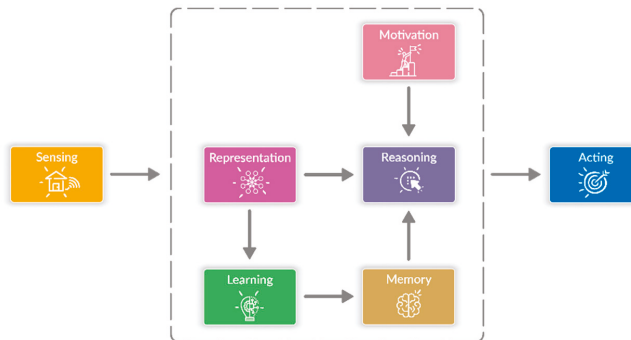 Motivation
Sensing
Representation
Reasoning
Acting
Learning
Memory